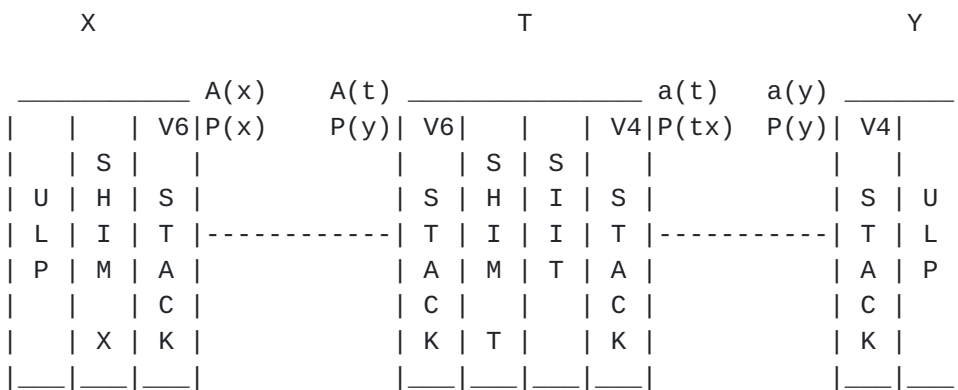 X T Y
___________ A(x) A(t) _______________ a(t) a(y) _______
| | | V6|P(x) P(y)| V6| | | V4|P(tx) P(y)| V4|
| | S | | | | S | S | | | |
| U | H | S | | S | H | I | S | | S | U
| L | I | T |------------| T | I | I | T |-----------| T | L
| P | M | A | | A | M | T | A | | A | P
| | | C | | C | | | C | | C |
| | X | K | | K | T | | K | | K |
|___|___|___| |___|___|___|___| |___|___